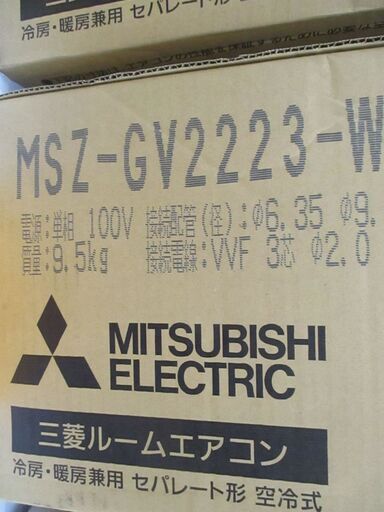 冷房・暖房兼用 セパレート形 空
MSZ-GV2223-W
電源:単相 100V 接続配管(径):φ6.35 φ9.
質量:9.5kg 接続電線:VVF 3芯 φ2.0
MITSUBISHI
ELECTRIC
三菱ルームエアコン
冷房・暖房兼用 セパレート形 空冷式